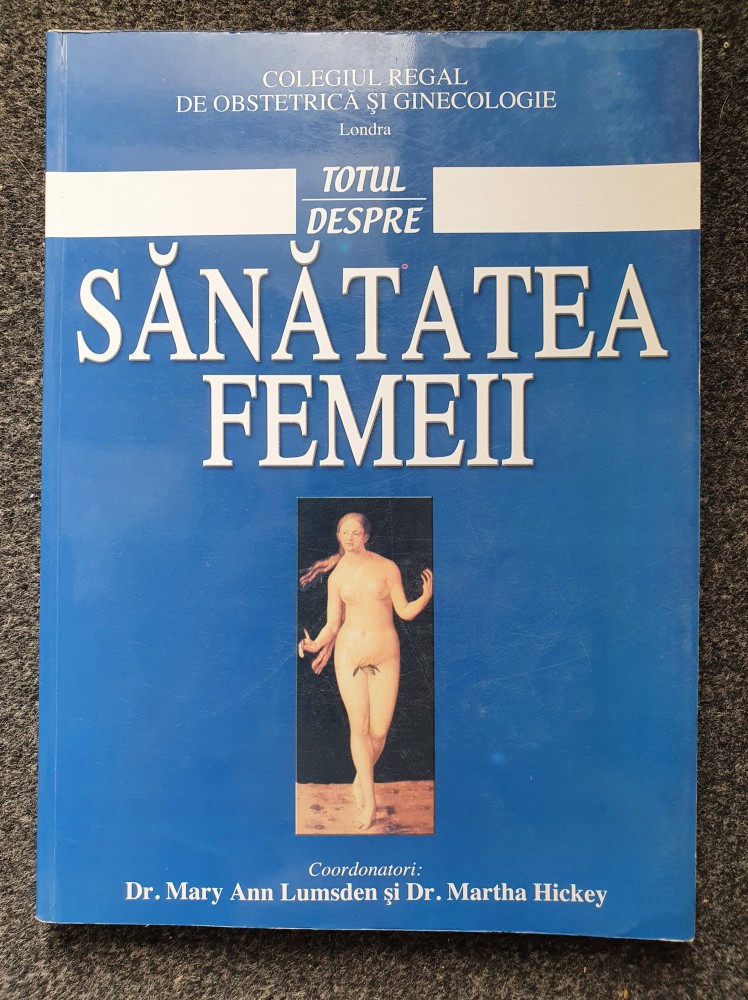 COLEGIUL REGAL
DE OBSTETRICĂ ŞI GINECOLOGIE
Londra
TOTUL
DESPRE
SĂNĂTATEA
FEMEII
Coordonatori:
Dr. Mary Ann Lumsden şi Dr. Martha Hickey